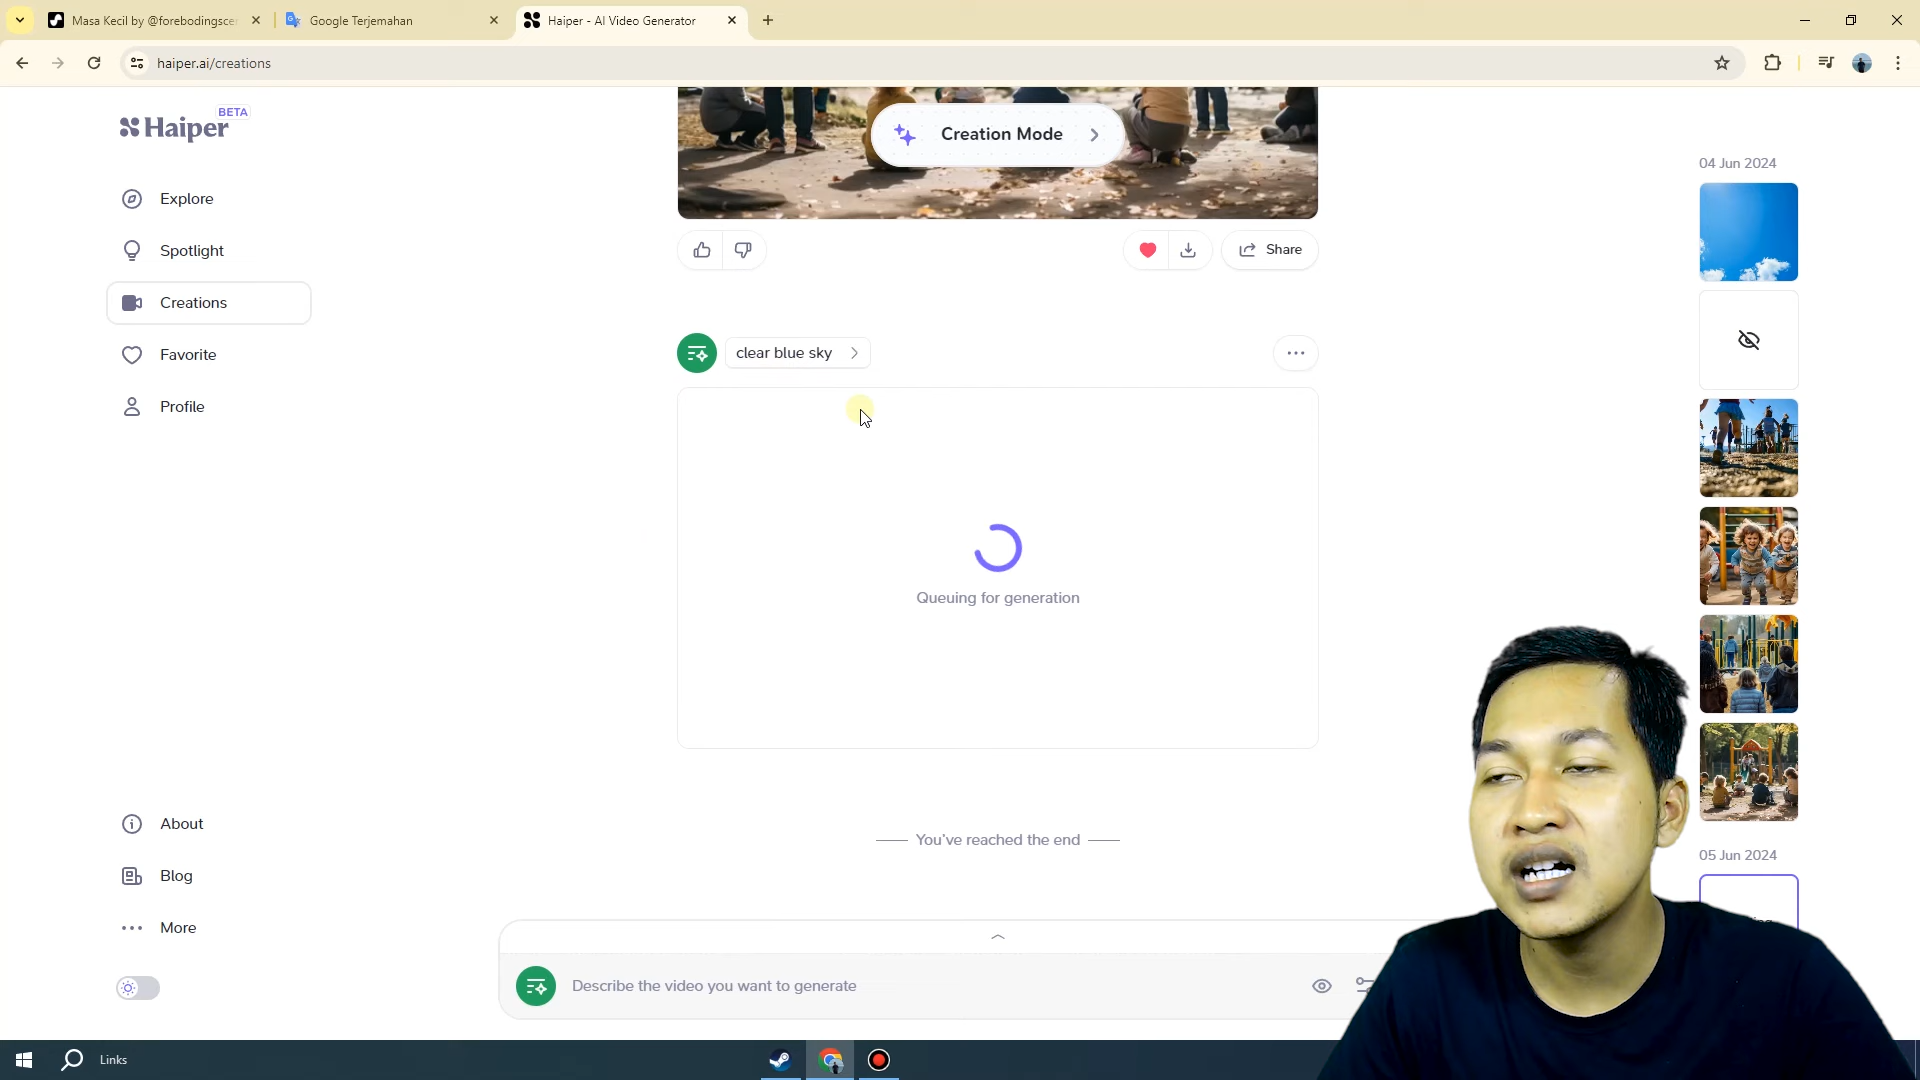 Masa Kecil by @forebodingsce
Google Terjemahan
Haiper - AI Video Generator
haiper.ai/creations
Haiper
BETA
Creation Mode
Explore
Spotlight
Creations
Favorite
Profile
Share
clear blue sky
Queuing for generation
You've reached the end
04 Jun 2024
05 Jun 2024
About
Blog
More
Describe the video you want to generate
Links